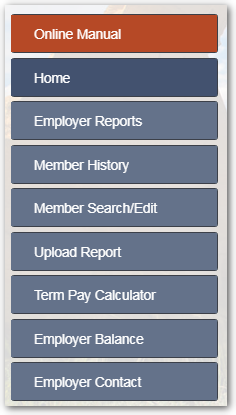 Online Manual
Home
Employer Reports
Member History
Member Search/Edit
Upload Report
Term Pay Calculator
Employer Balance
Employer Contact